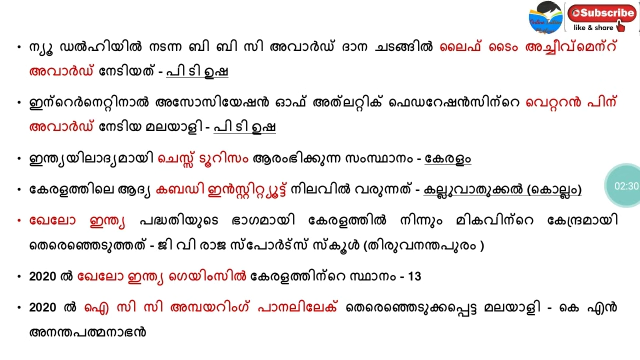 Subscribe
like & share
• ന്യൂ ഡൽഹിയിൽ നടന്ന ബി ബി സി അവാർഡ് ദാന ചടങ്ങിൽ ലൈഫ് ടൈം അച്ചീവ്മെന്റ്
അവാർഡ് നേടിയത് - പി ടി ഉഷ
• ഇന്റെർനെറ്റിനാൽ അസോസിയേഷൻ ഓഫ് അത്‌ലറ്റിക് ഫെഡറേഷൻസിന്റെ വെറ്ററൻ പിന്
അവാർഡ് നേടിയ മലയാളി - പി ടി ഉഷ
• ഇന്ത്യയിലാദ്യമായി ചെസ്സ് ടൂറിസം ആരംഭിക്കുന്ന സംസ്ഥാനം - കേരളം
• കേരളത്തിലെ ആദ്യ കബഡി ഇൻസ്റ്റിറ്റ്യൂട്ട് നിലവിൽ വരുന്നത് - കല്ലുവാതുക്കൽ (കൊല്ലം)
02:30
• ഖേലോ ഇന്ത്യ പദ്ധതിയുടെ ഭാഗമായി കേരളത്തിൽ നിന്നും മികവിന്റെ കേന്ദ്രമായി
തെരെഞ്ഞെടുത്തത് - ജി വി രാജ സ്പോർട്സ് സ്കൂൾ (തിരുവനന്തപുരം )
• 2020 ൽ ഖേലോ ഇന്ത്യ ഗെയിംസിൽ കേരളത്തിന്റെ സ്ഥാനം - 13
• 2020 ൽ ഐ സി സി അമ്പയറിംഗ് പാനലിലേക് തെരഞ്ഞെടുക്കപ്പെട്ട മലയാളി - കെ എൻ
അനന്തപത്മനാഭൻ